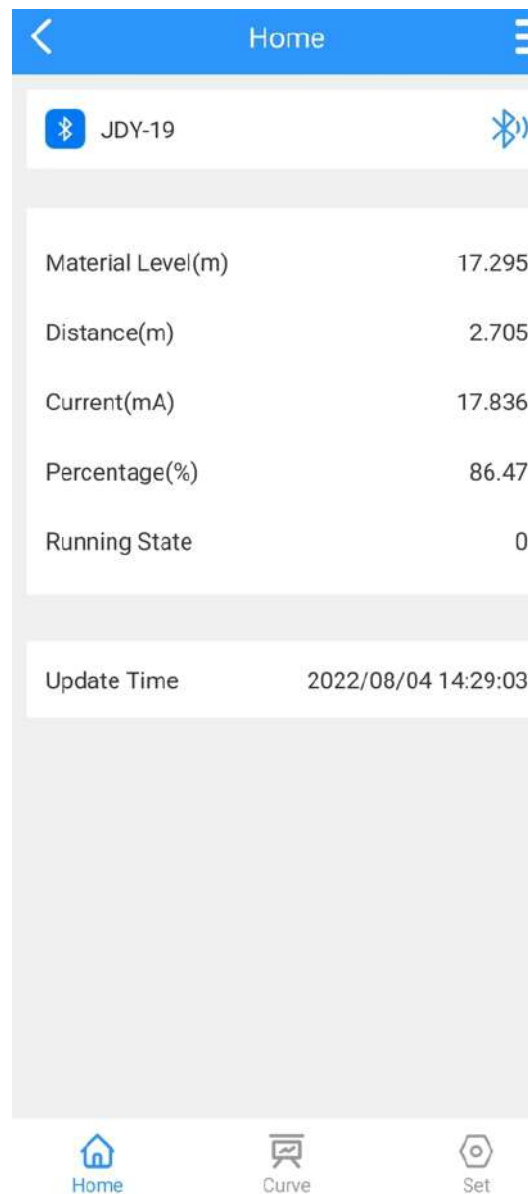 Home
JDY-19
Material Level(m) 17.295
Distance(m) 2.705
Current(mA) 17.836
Percentage(%) 86.47
Running State 0
Update Time 2022/08/04 14:29:03
Home Curve Set